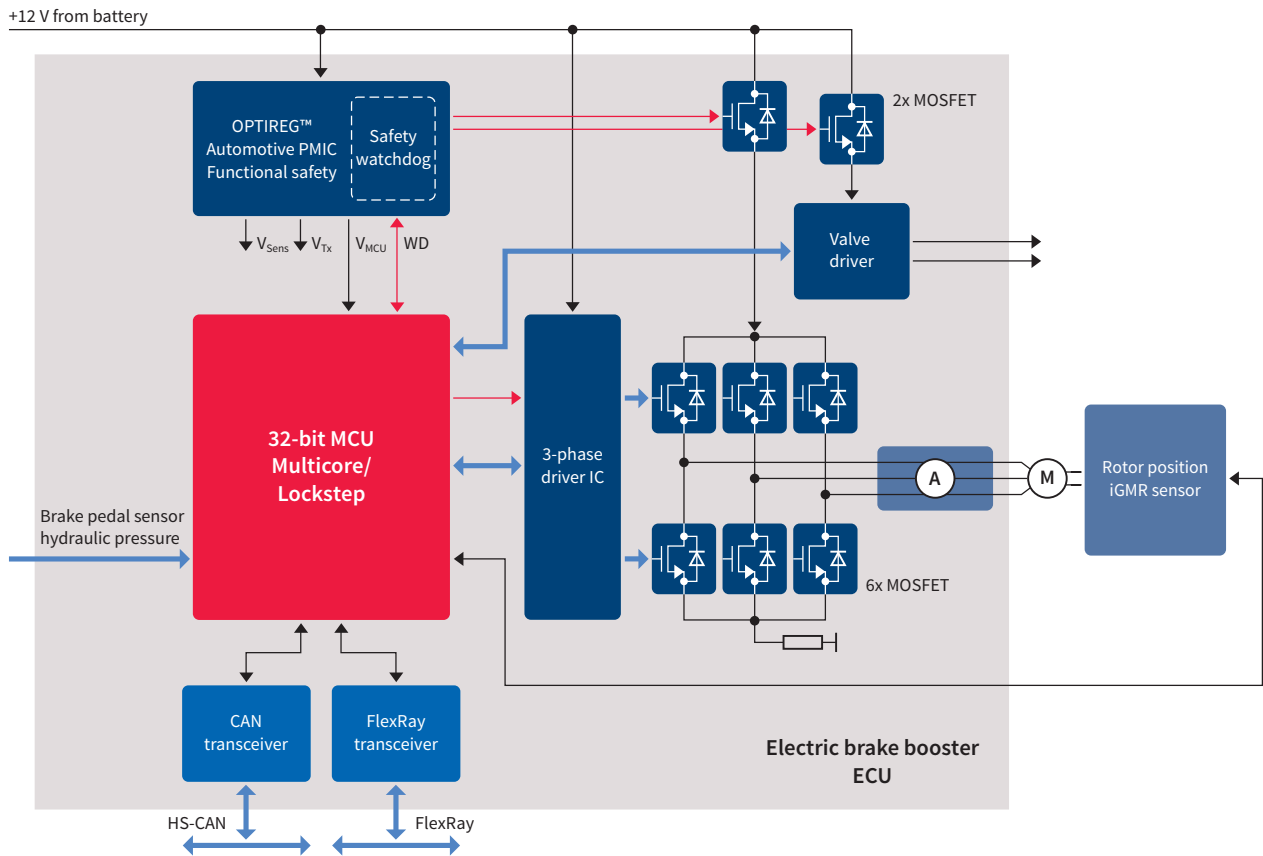 +12 V from battery
OPTIREG™
Automotive PMIC
Functional safety
Safety
watchdog
2x MOSFET
VSens
VTx
VMCU
WD
Valve
driver
32-bit MCU
Multicore/
Lockstep
3-phase
driver IC
A
M
Rotor position
iGMR sensor
Brake pedal sensor
hydraulic pressure
6x MOSFET
CAN
transceiver
FlexRay
transceiver
Electric brake booster
ECU
HS-CAN
FlexRay